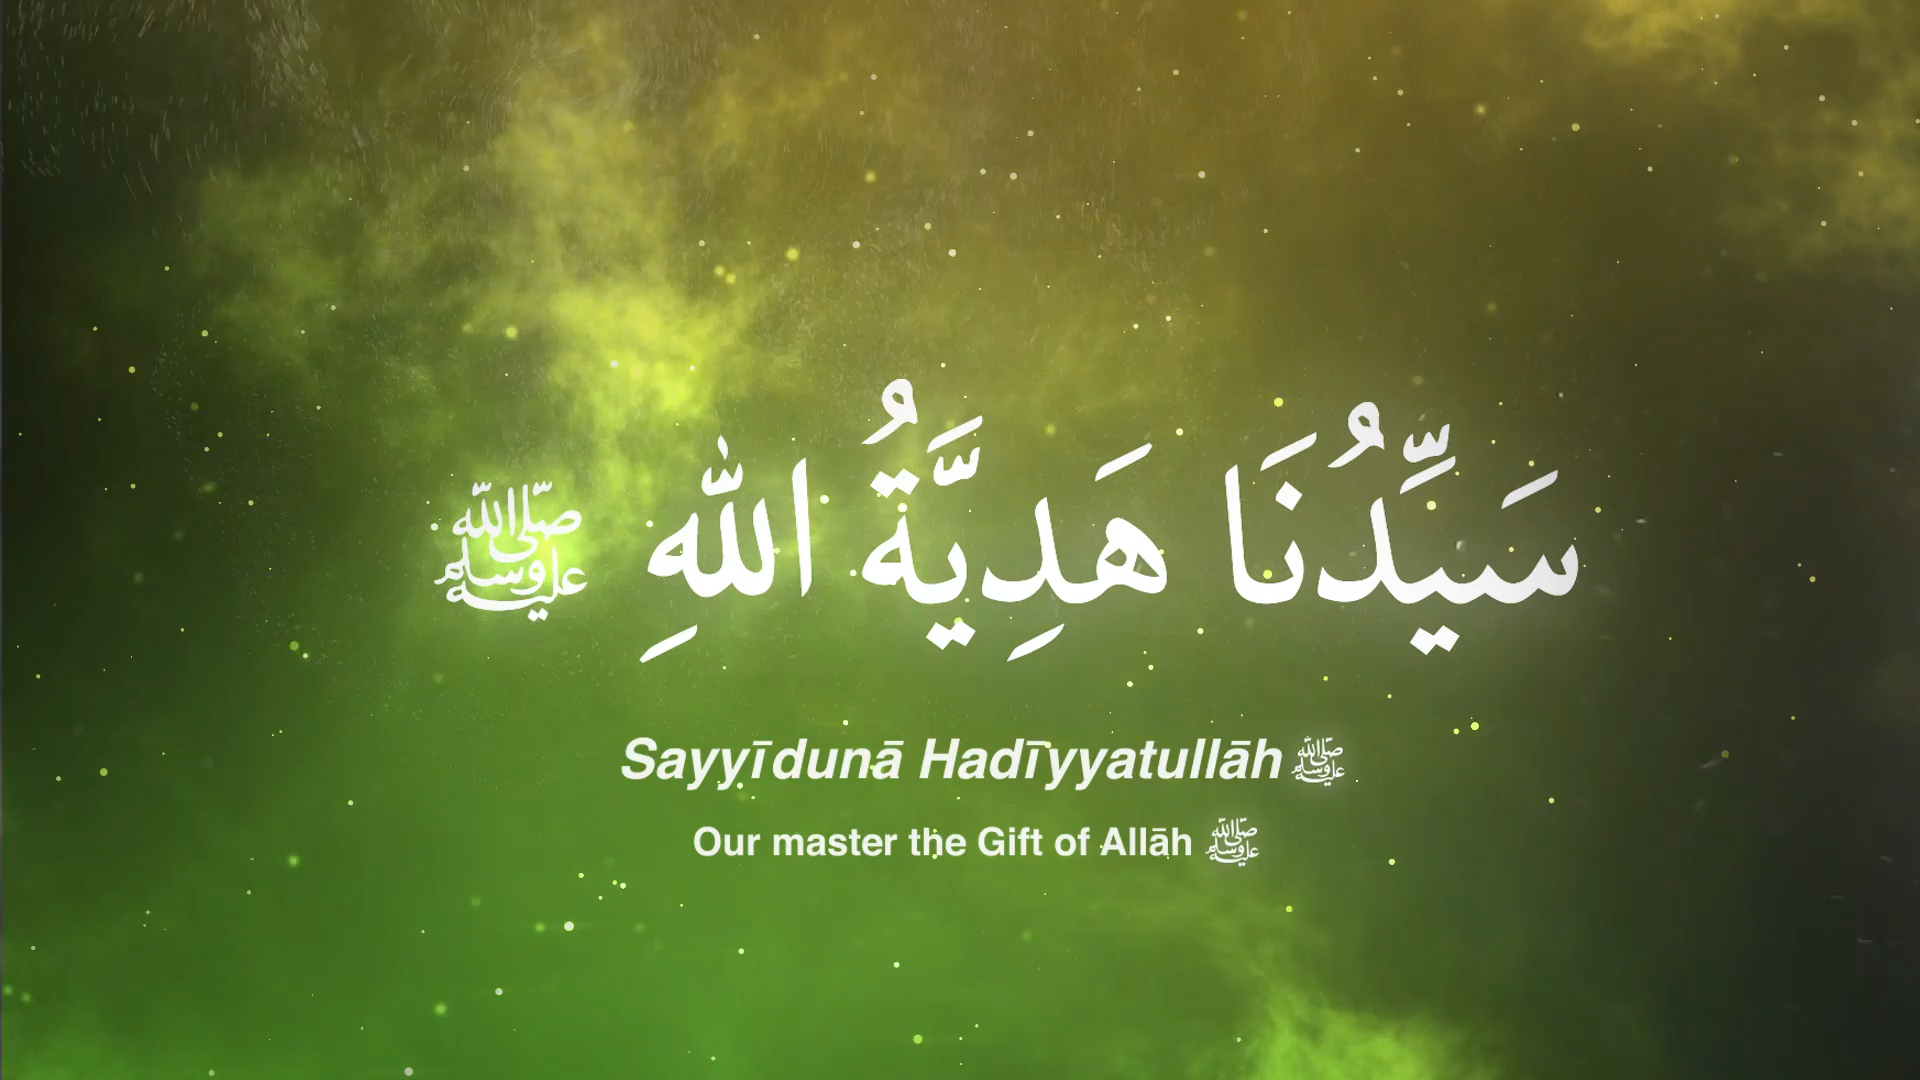 سَيِّدُنَا هَدِيَّةُ اللهِ ﷺ
Sayyīdunā Hadīyyatullāh ﷺ
Our master the Gift of Allāh ﷺ